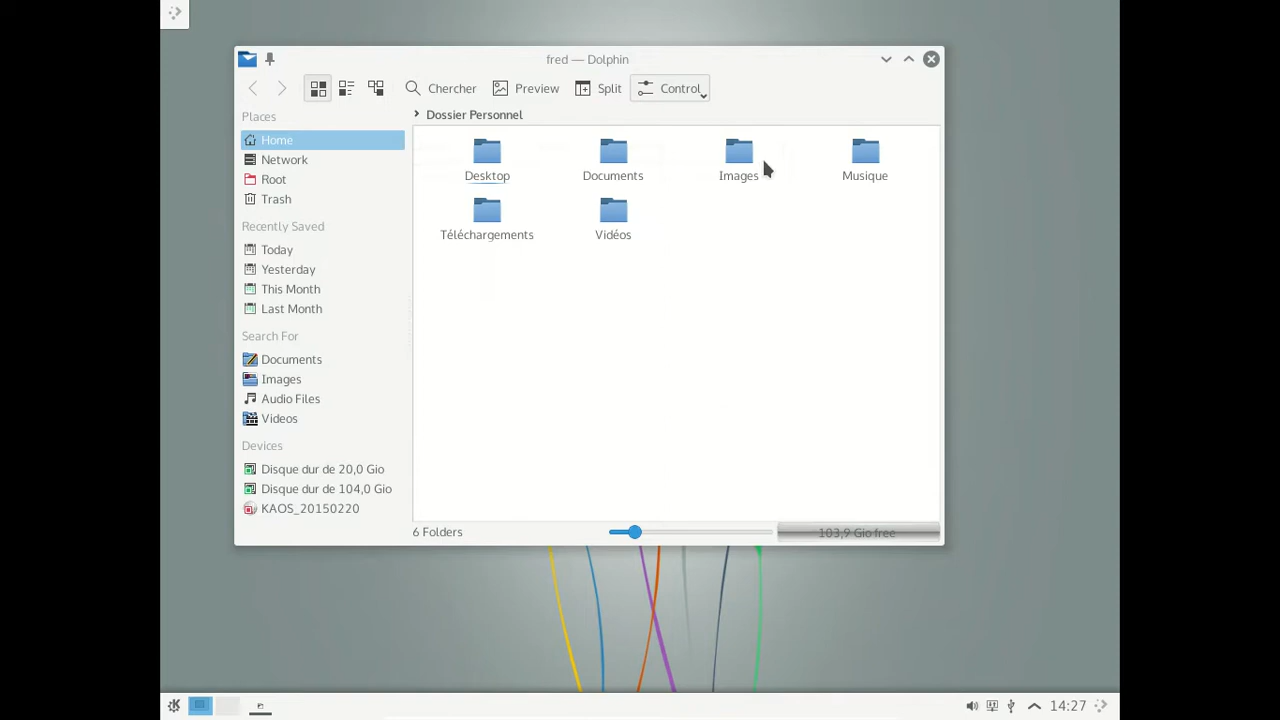 fred — Dolphin
Chercher Preview Split Control
Places
Dossier Personnel
Home
Network
Root
Trash
Desktop Documents Images Musique
Téléchargements Vidéos
Recently Saved
Today
Yesterday
This Month
Last Month
Search For
Documents
Images
Audio Files
Videos
Devices
Disque dur de 20,0 Gio
Disque dur de 104,0 Gio
KAOS_20150220
6 Folders
103,9 Gio free
14:27